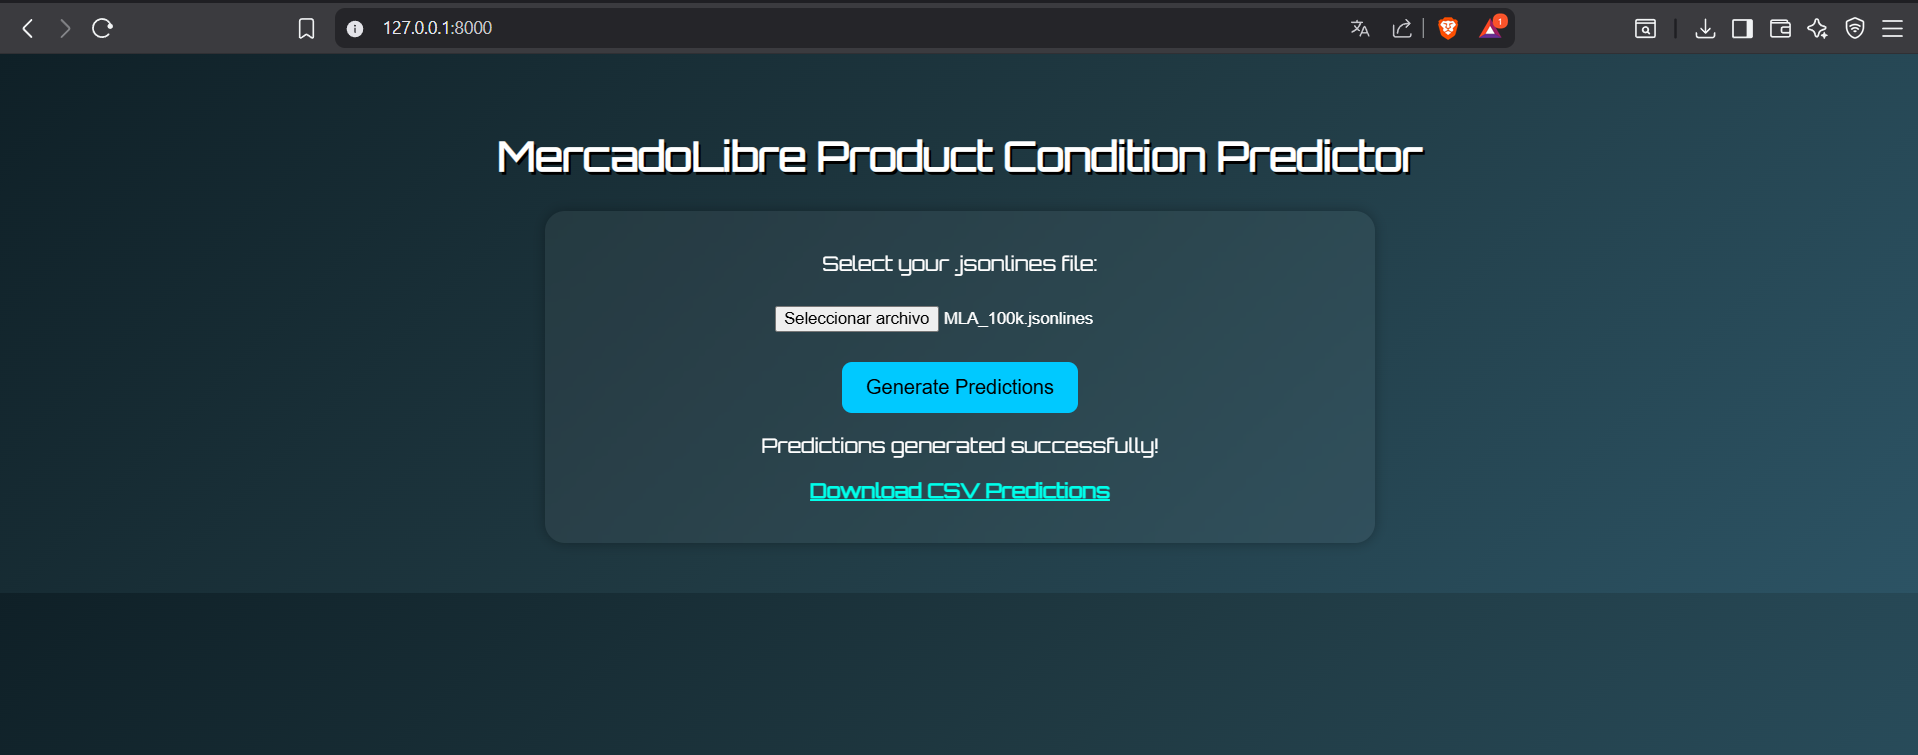 127.0.0.1:8000
1
MercadoLibre Product Condition Predictor
Select your .jsonlines file:
Seleccionar archivo MLA_100k.jsonlines
Generate Predictions
Predictions generated successfully!
Download CSV Predictions